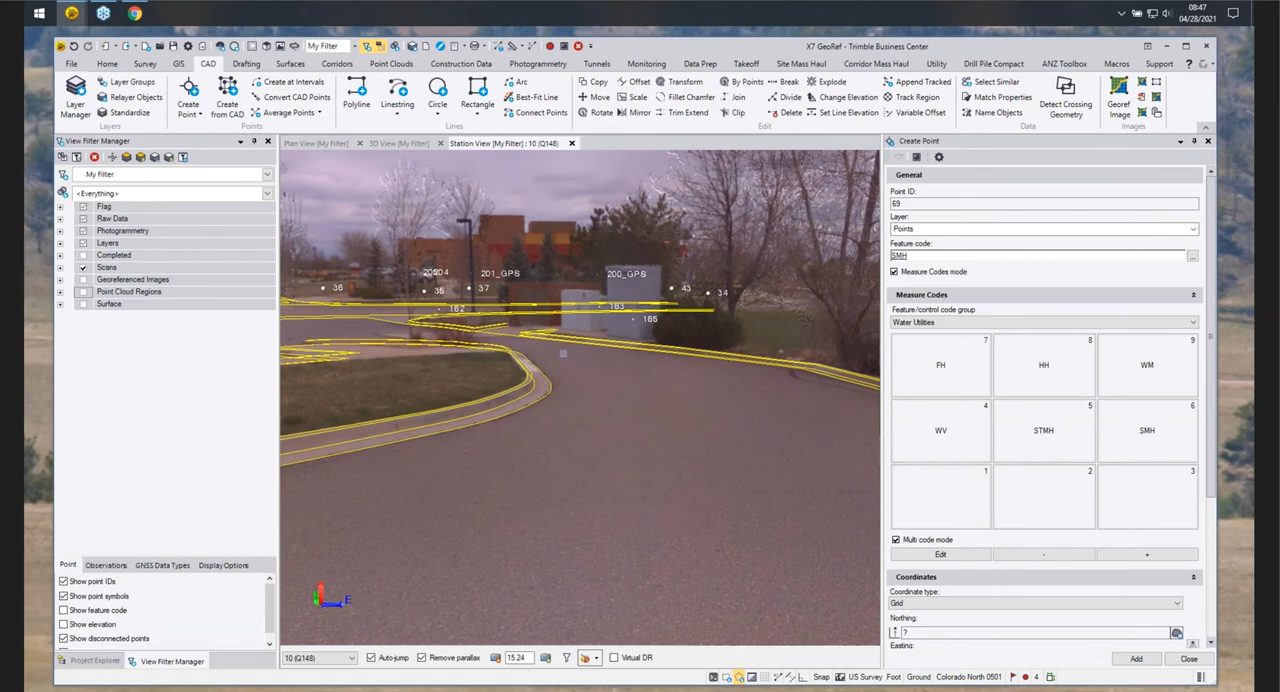 08:47
04/28/2021
My Filter
X7 GeoRef - Trimble Business Center
File Home Survey GIS CAD Drafting Surfaces Corridors Point Clouds Construction Data Photogrammetry Tunnels Monitoring Data Prep Takeoff Site Mass Haul Corridor Mass Haul Utility Drill Pile Compact ANZ Toolbox Macros Support
Layer Manager
Layer Groups
Relayer Objects
Standardize
Layers
Create Point
Create from CAD
Create at Intervals
Convert CAD Points
Average Points
Points
Polyline
Linestring
Circle
Rectangle
Arc
Best-Fit Line
Connect Points
Lines
Copy Offset Transform By Points Break Explode Append Tracked
Move Scale Fillet Chamfer Join Divide Change Elevation Track Region
Rotate Mirror Trim Extend Clip Delete Set Line Elevation Variable Offset
Edit
Select Similar
Match Properties
Name Objects
Detect Crossing Geometry
Data
Georef Image
Images
View Filter Manager
My Filter
<Everything>
Flag
Raw Data
Photogrammetry
Layers
Completed
Scans
Georeferenced Images
Point Cloud Regions
Surface
Point Observations GNSS Data Types Display Options
Show point IDs
Show point symbols
Show feature code
Show elevation
Show disconnected points
Project Explorer View Filter Manager
Plan View [My Filter] 3D View [My Filter] Station View [My Filter] : 10 (Q148)
201_GPS 200_GPS
36 35 37 43 34
162 163
165
E
10 (Q148) Auto-jump Remove parallax 15.24 Virtual DR
Create Point
General
Point ID:
69
Layer:
Points
Feature code:
SMH
...
Measure Codes mode
Measure Codes
Feature/control code group
Water Utilities
7 8 9
FH HH WM
4 5 6
WV STMH SMH
1 2 3
Multi code mode
Edit - +
Coordinates
Coordinate type:
Grid
Northing:
?
Easting:
Add Close
Snap US Survey Foot Ground Colorado North 0501 4